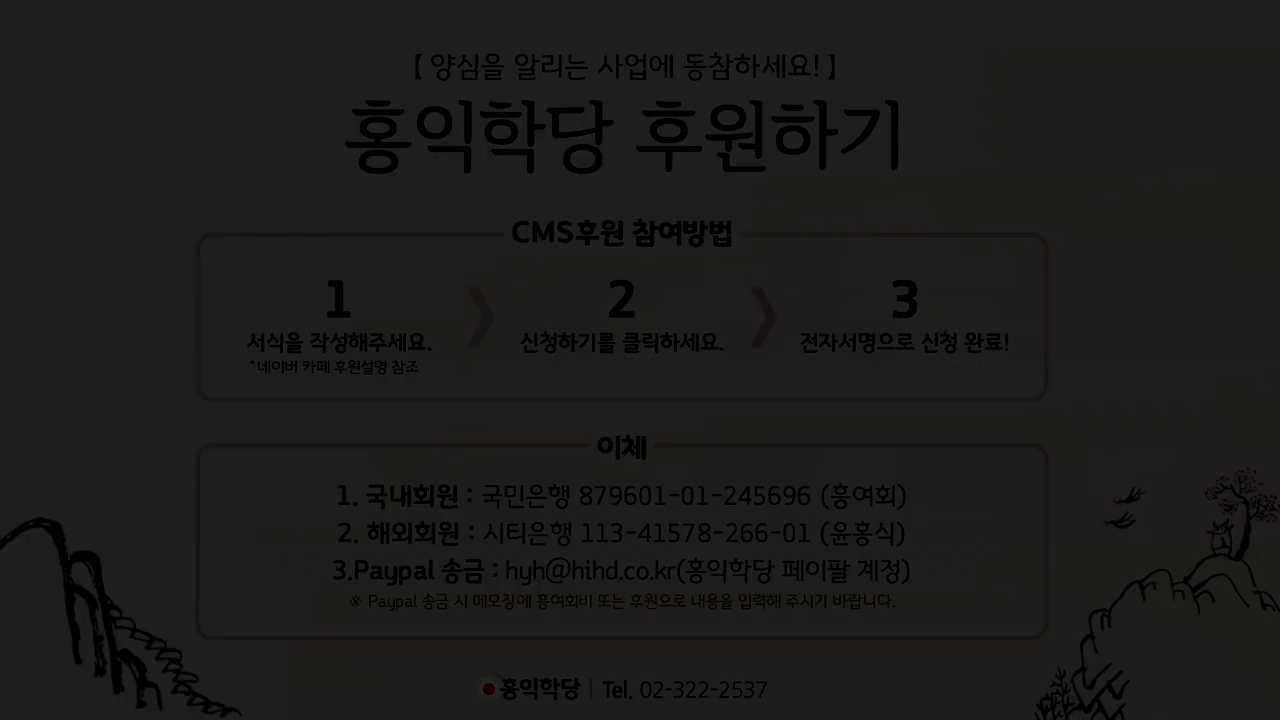 【 양심을 알리는 사업에 동참하세요! 】
홍익학당 후원하기
CMS후원 참여방법
1
서식을 작성해주세요.
*네이버 카페 후원설명 참조
2
신청하기를 클릭하세요.
3
전자서명으로 신청 완료!
이체
1. 국내회원 : 국민은행 879601-01-245696 (흥여회)
2. 해외회원 : 시티은행 113-41578-266-01 (윤홍식)
3.Paypal 송금 : hyh@hihd.co.kr(홍익학당 페이팔 계정)
※ Paypal 송금 시 메모장에 흥여회비 또는 후원으로 내용을 입력해 주시기 바랍니다.
홍익학당 | Tel. 02-322-2537